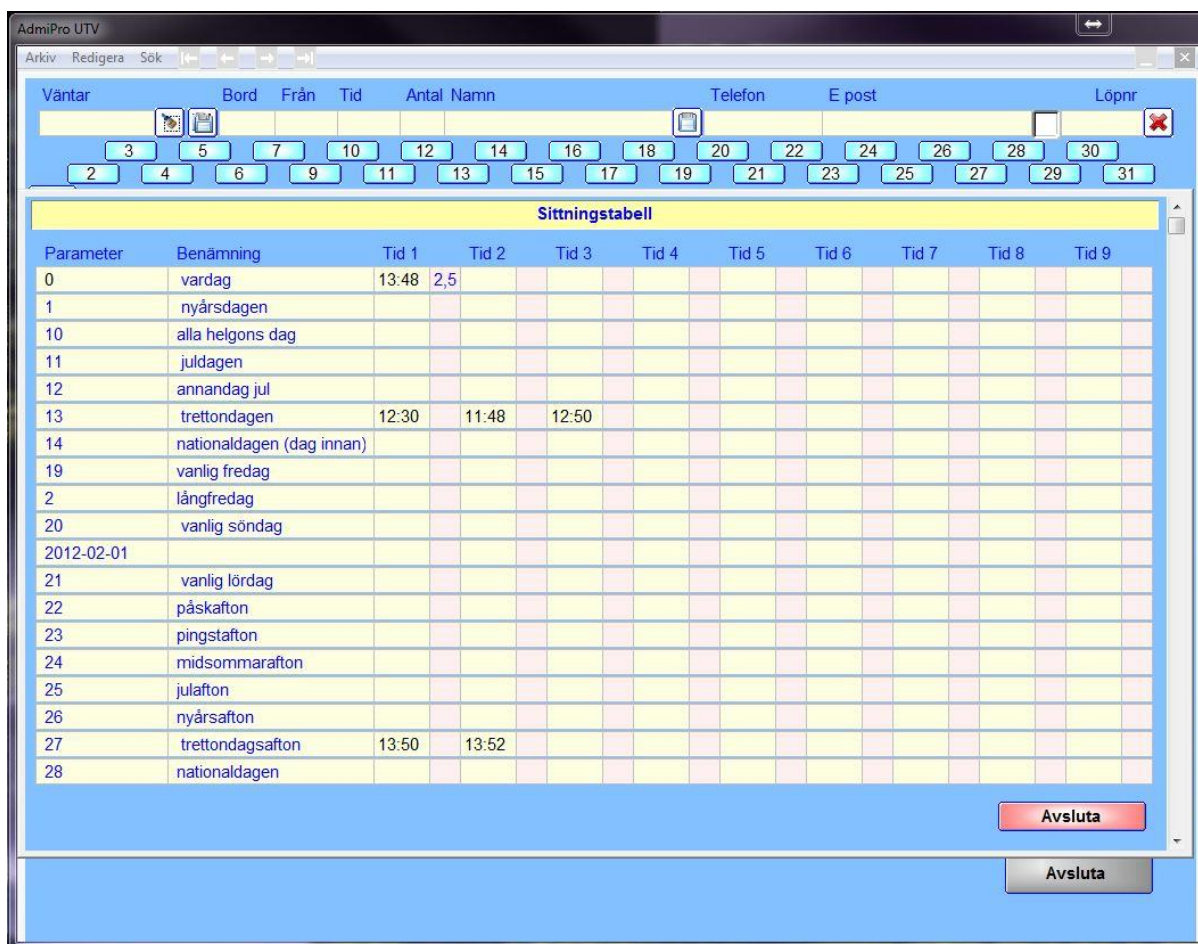 AdmiPro UTV
Arkiv Redigera Sök
Väntar Bord Från Tid Antal Namn Telefon E post Löpnr
3 5 7 10 12 14 16 18 20 22 24 26 28 30
2 4 6 9 11 13 15 17 19 21 23 25 27 29 31
Sittningstabell
Parameter Benämning Tid 1 Tid 2 Tid 3 Tid 4 Tid 5 Tid 6 Tid 7 Tid 8 Tid 9
0 vardag 13:48 2,5
1 nyårsdagen
10 alla helgons dag
11 juldagen
12 annandag jul
13 trettondagen 12:30 11:48 12:50
14 nationaldagen (dag innan)
19 vanlig fredag
2 långfredag
20 vanlig söndag
2012-02-01
21 vanlig lördag
22 påskafton
23 pingstafton
24 midsommarafton
25 julafton
26 nyårsafton
27 trettondagsafton 13:50 13:52
28 nationaldagen
Avsluta
Avsluta